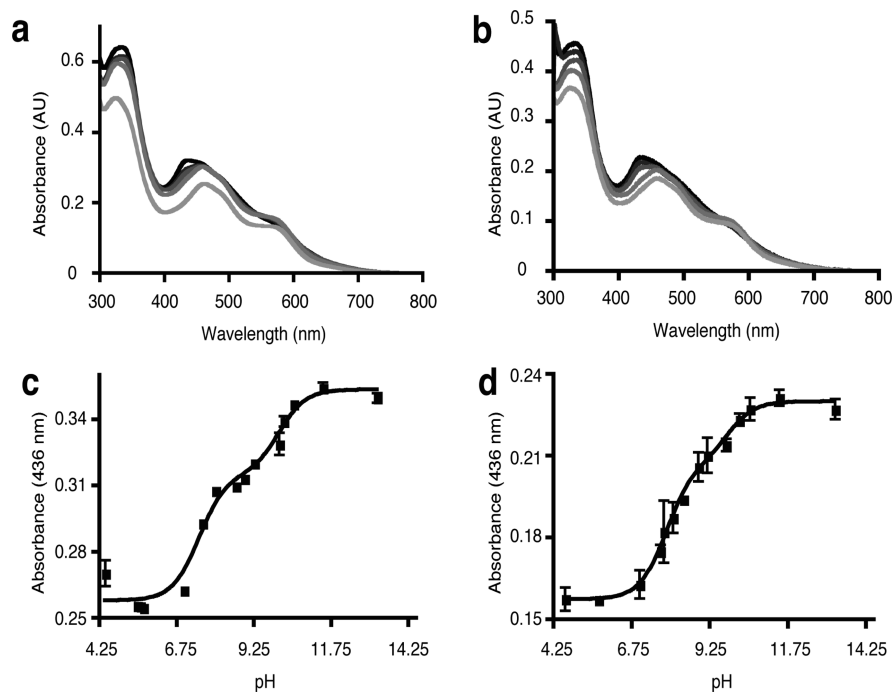 a
b
Absorbance (AU)
0.6
0.4
0.2
0
300 400 500 600 700 800
Wavelength (nm)
Absorbance (AU)
0.5
0.4
0.3
0.2
0.1
0
300 400 500 600 700 800
Wavelength (nm)
c
d
Absorbance (436 nm)
0.34
0.31
0.28
0.25
4.25 6.75 9.25 11.75 14.25
pH
Absorbance (436 nm)
0.24
0.21
0.18
0.15
4.25 6.75 9.25 11.75 14.25
pH